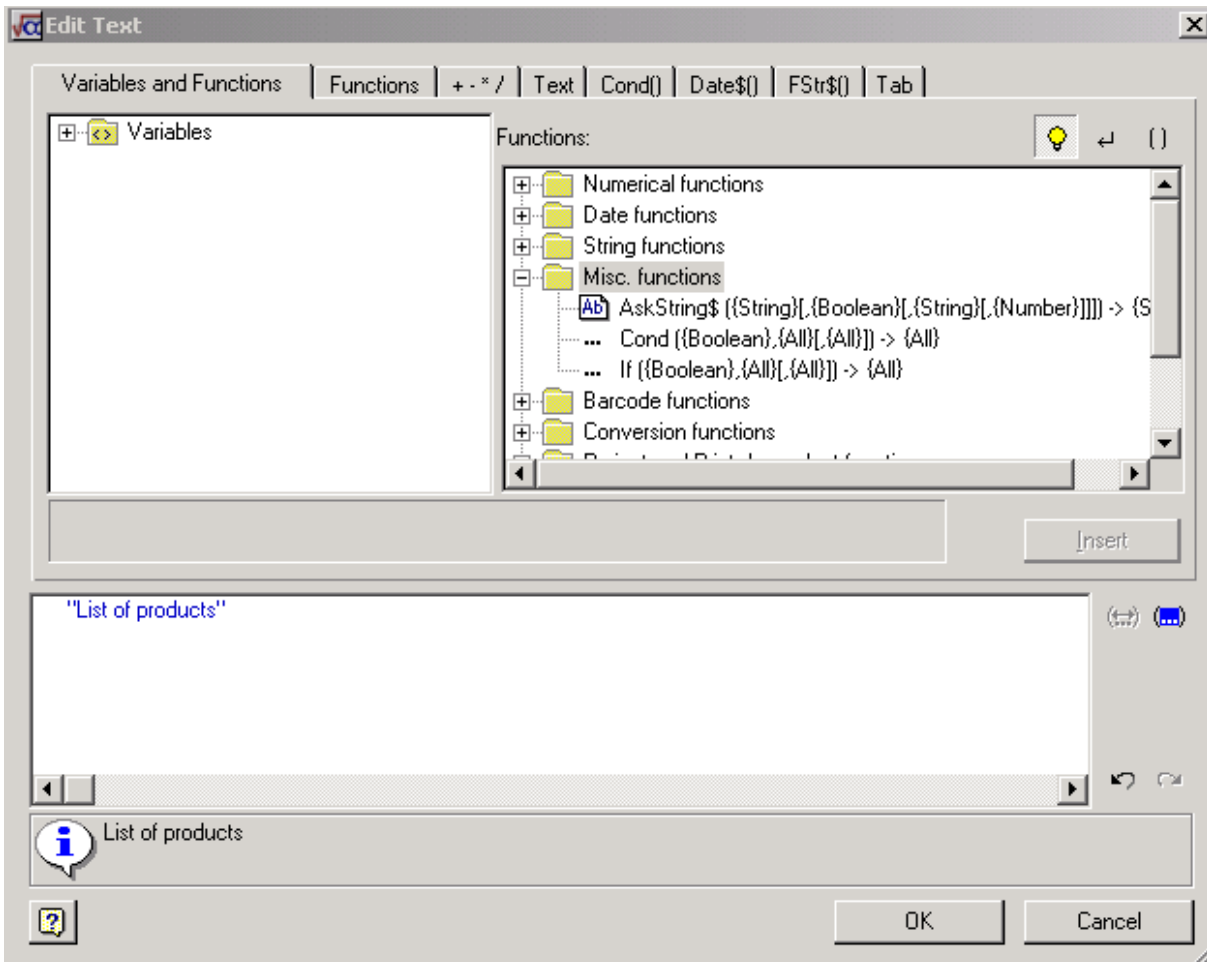 Edit Text
Variables and Functions Functions + - * / Text Cond() Date$() FStr$() Tab
Variables
Functions:
Numerical functions
Date functions
String functions
Misc. functions
AskString$ ({String}[,{Boolean}[,{String}[,{Number}]]]) -> {S
Cond ({Boolean},{All}[,{All}]) -> {All}
If ({Boolean},{All}[,{All}]) -> {All}
Barcode functions
Conversion functions
Insert
"List of products"
List of products
OK Cancel